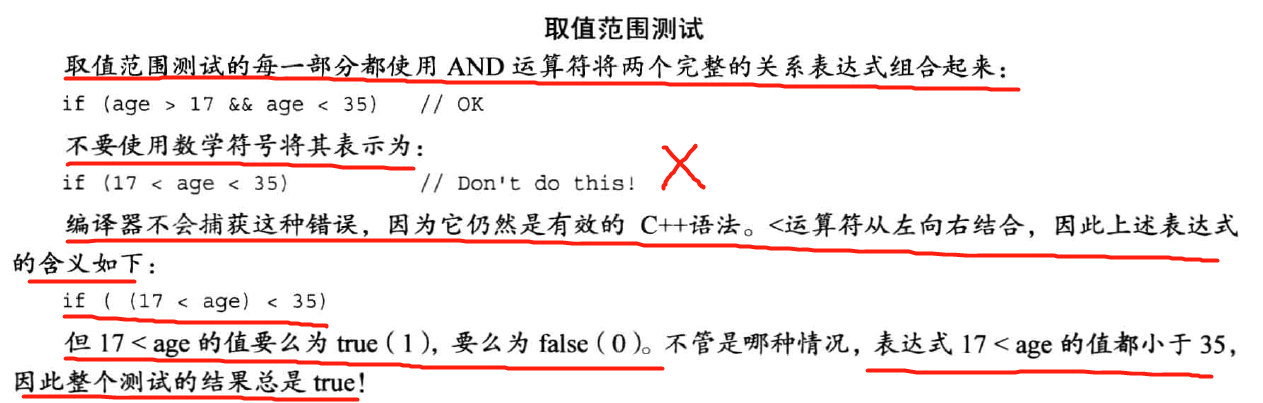 取值范围测试
取值范围测试的每一部分都使用 AND 运算符将两个完整的关系表达式组合起来：
if (age > 17 && age < 35)   // OK
不要使用数学符号将其表示为：
if (17 < age < 35)          // Don't do this!
编译器不会捕获这种错误，因为它仍然是有效的 C++语法。<运算符从左向右结合，因此上述表达式
的含义如下：
if ( (17 < age) < 35)
但 17 < age 的值要么为 true（1），要么为 false（0）。不管是哪种情况，表达式 17 < age 的值都小于 35，
因此整个测试的结果总是 true！